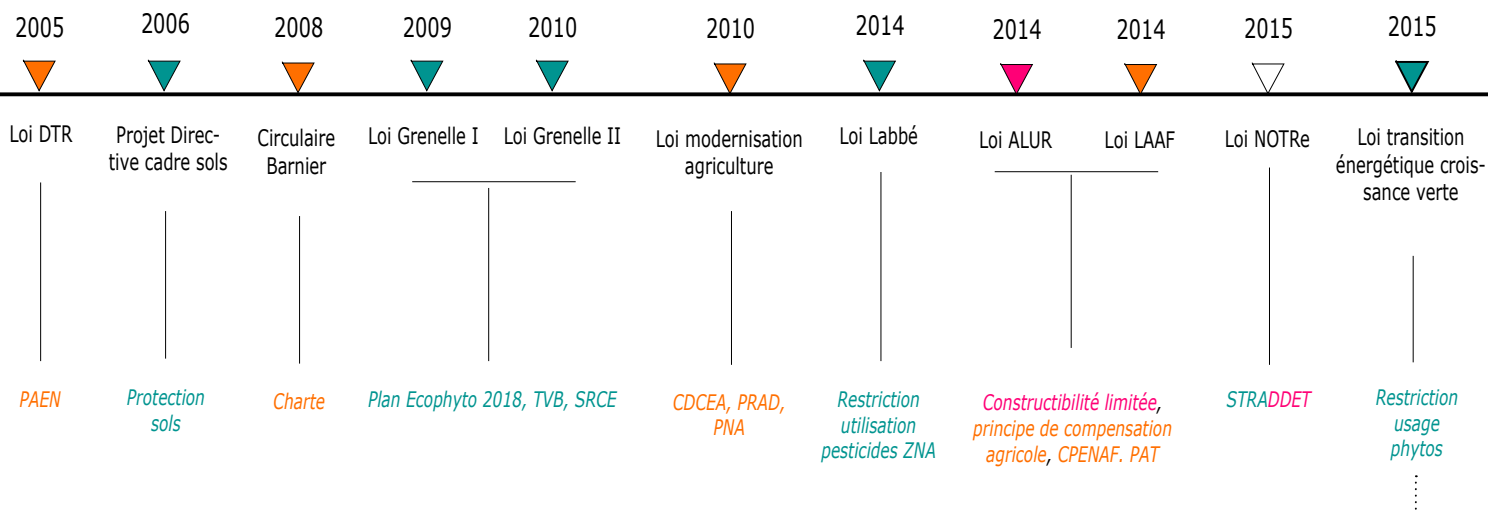 2005
2006
2008
2009
2010
2010
2014
2014
2014
2015
2015
Loi DTR
Projet Direc-
tive cadre sols
Circulaire
Barnier
Loi Grenelle I
Loi Grenelle II
Loi modernisation
agriculture
Loi Labbé
Loi ALUR
Loi LAAF
Loi NOTRe
Loi transition
énergétique crois-
sance verte
PAEN
Protection
sols
Charte
Plan Ecophyto 2018, TVB, SRCE
CDCEA, PRAD,
PNA
Restriction
utilisation
pesticides ZNA
Constructibilité limitée,
principe de compensation
agricole, CPENAF. PAT
STRADDET
Restriction
usage
phytos